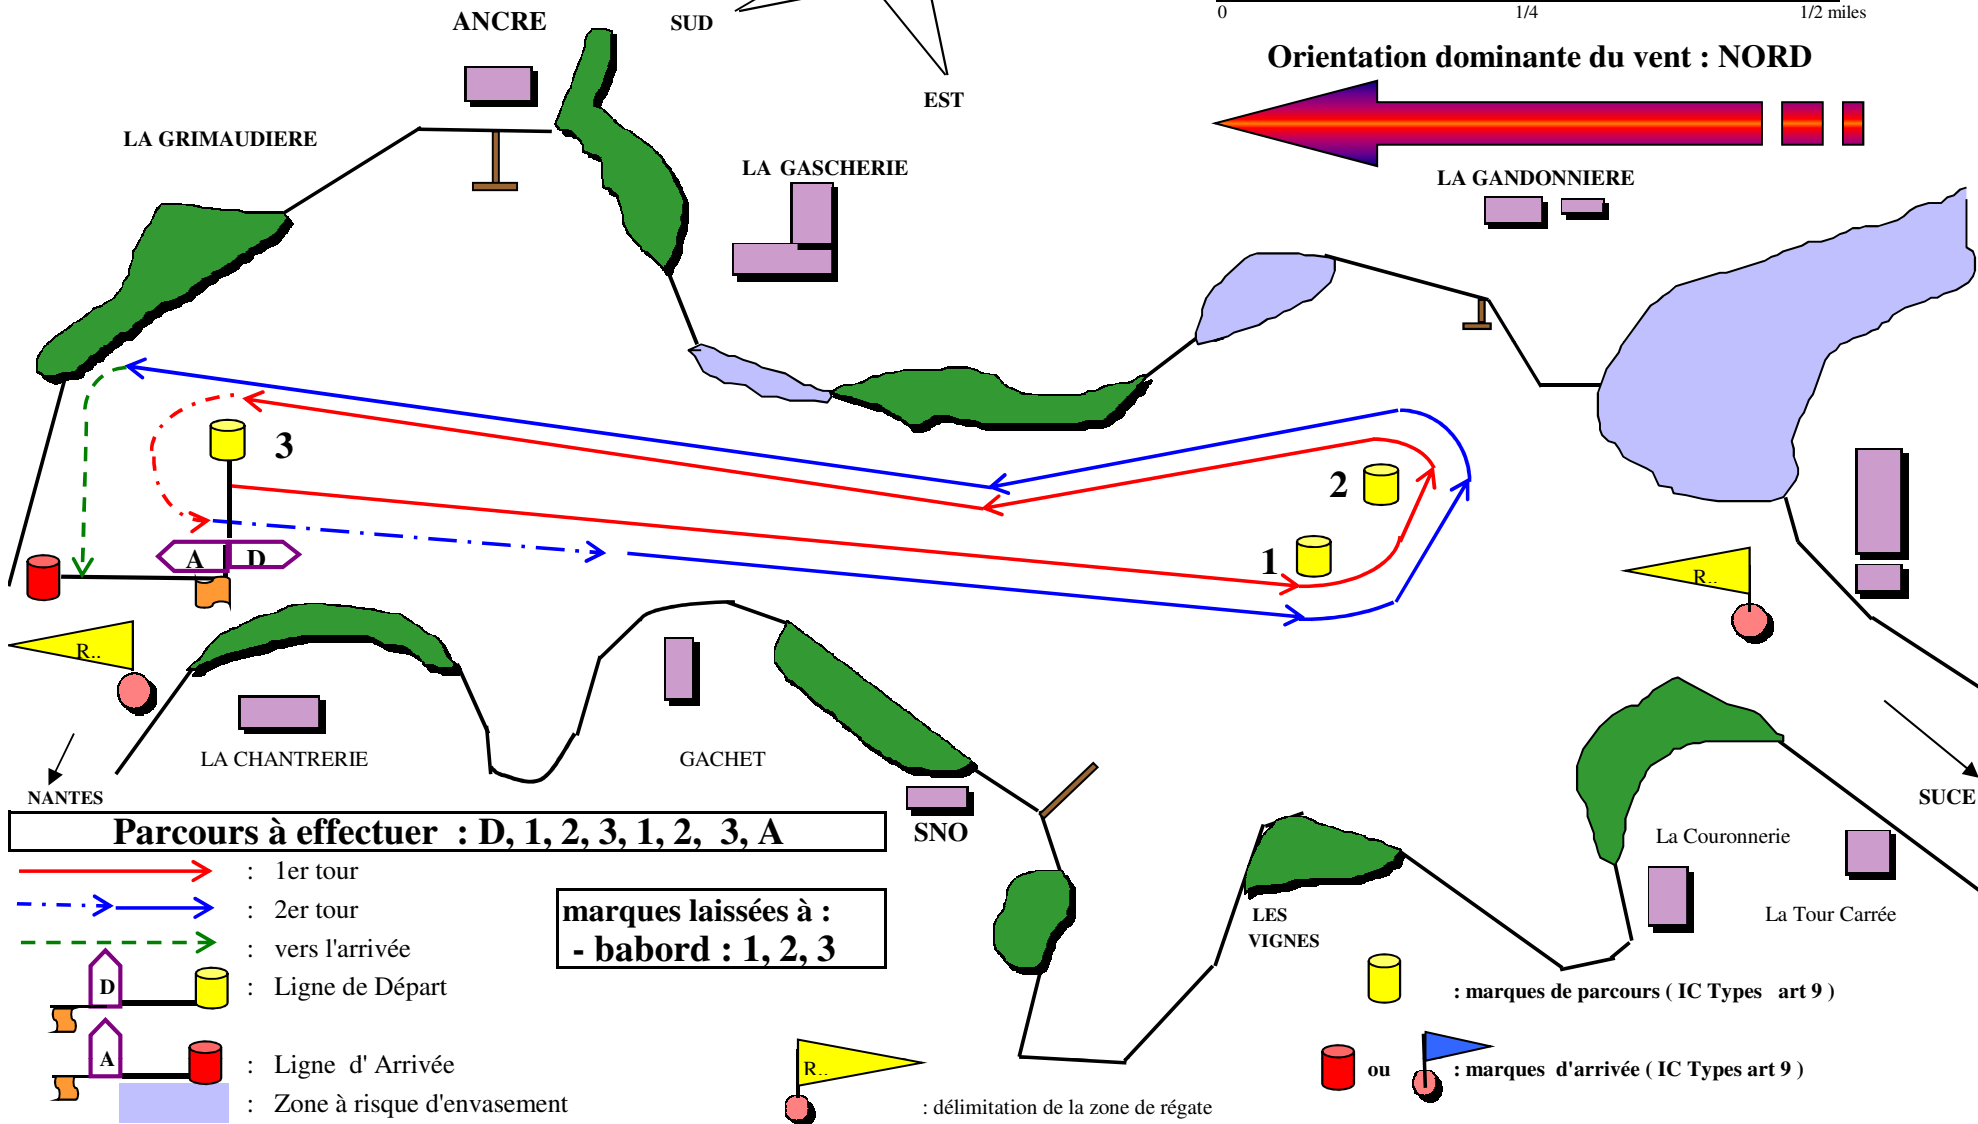 0 1/4 1/2 miles
ANCRE
SUD
EST
Orientation dominante du vent : NORD
LA GRIMAUDIERE
LA GASCHERIE
LA GANDONNIERE
3
2
1
A D
R..
R..
LA CHANTRERIE
GACHET
NANTES
SUCE
SNO
Parcours à effectuer : D, 1, 2, 3, 1, 2, 3, A
La Couronnerie
La Tour Carrée
LES
VIGNES
: 1er tour
: 2er tour
: vers l'arrivée
D : Ligne de Départ
A : Ligne d' Arrivée
: Zone à risque d'envasement
marques laissées à :
- babord : 1, 2, 3
R..
: délimitation de la zone de régate
: marques de parcours ( IC Types art 9 )
ou : marques d'arrivée ( IC Types art 9 )